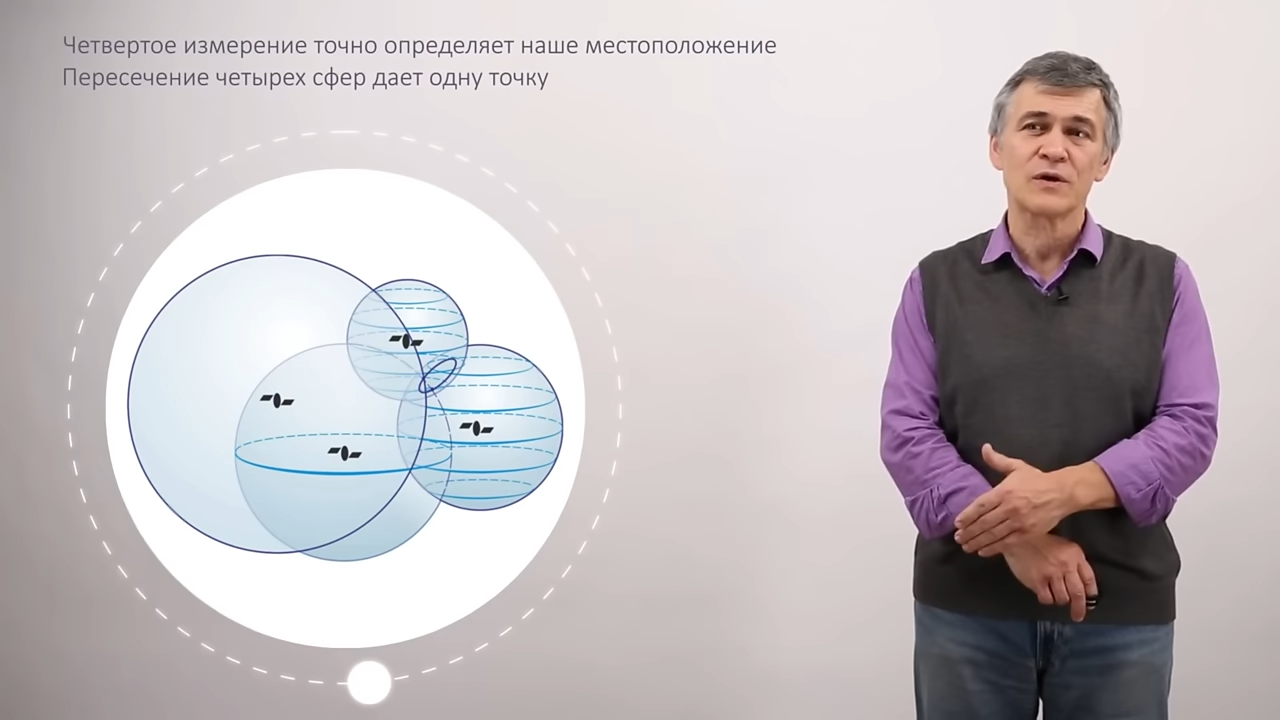 Четвертое измерение точно определяет наше местоположение
Пересечение четырех сфер дает одну точку